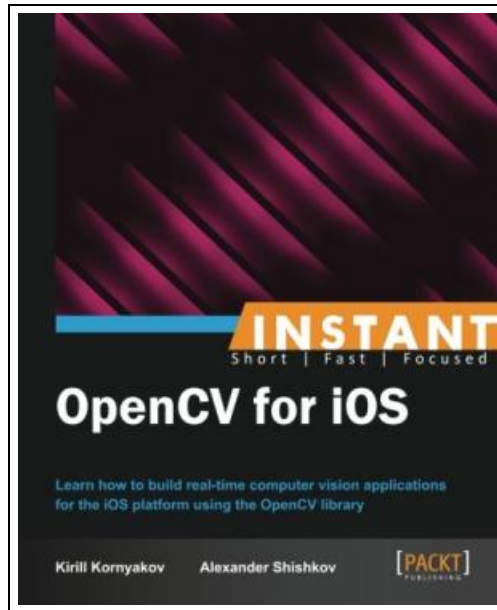 INSTANT
Short | Fast | Focused
OpenCV for iOS
Learn how to build real-time computer vision applications
for the iOS platform using the OpenCV library
Kirill Kornyakov Alexander Shishkov [PACKT]
PUBLISHING